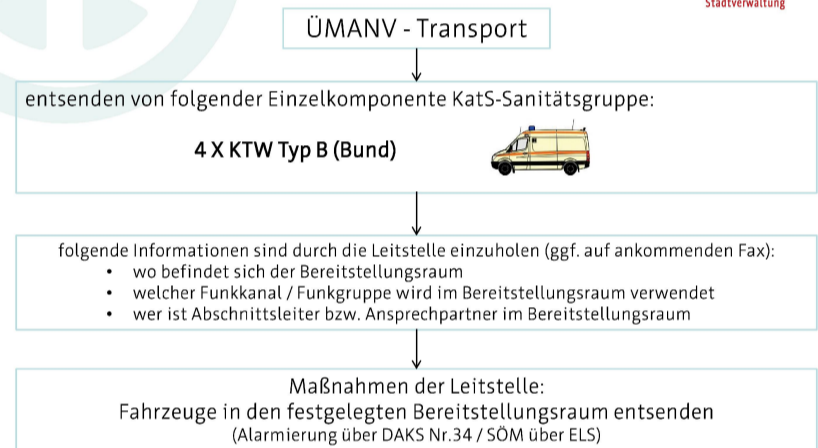 Stadtverwaltung
ÜMANV - Transport
entsenden von folgender Einzelkomponente KatS-Sanitätsgruppe:
4 X KTW Typ B (Bund)
folgende Informationen sind durch die Leitstelle einzuholen (ggf. auf ankommenden Fax):
• wo befindet sich der Bereitstellungsraum
• welcher Funkkanal / Funkgruppe wird im Bereitstellungsraum verwendet
• wer ist Abschnittsleiter bzw. Ansprechpartner im Bereitstellungsraum
Maßnahmen der Leitstelle:
Fahrzeuge in den festgelegten Bereitstellungsraum entsenden
(Alarmierung über DAKS Nr.34 / SÖM über ELS)